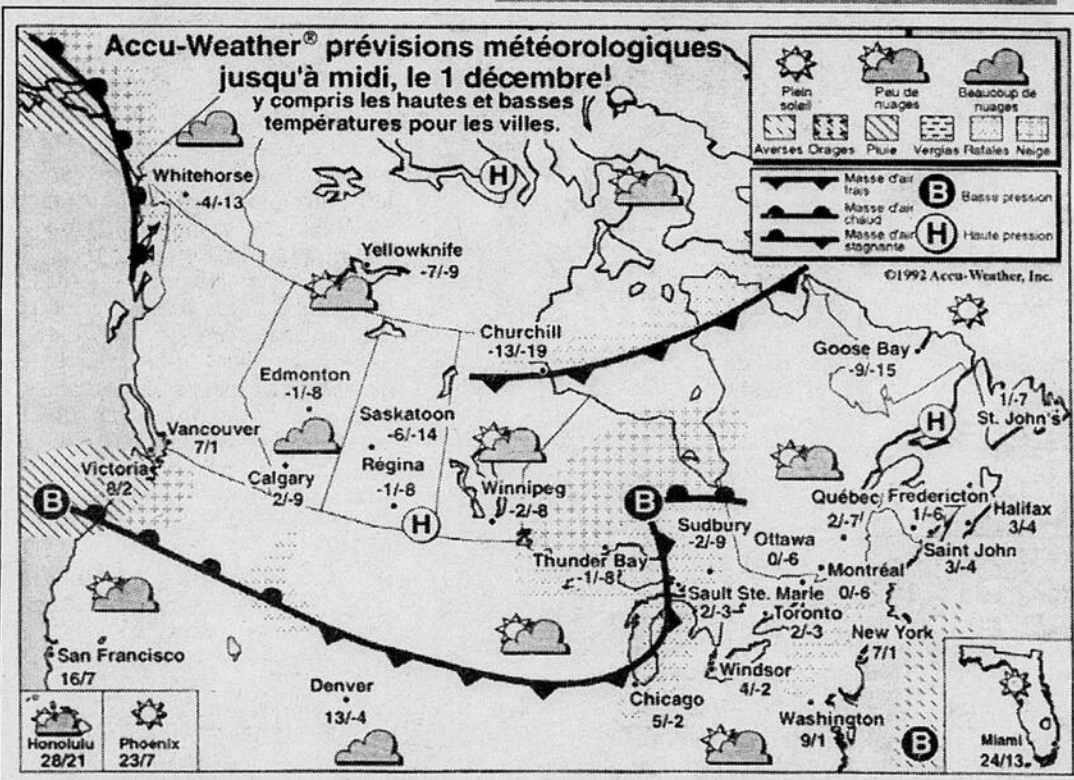 Accu-Weather® prévisions météorologiques
jusqu'à midi, le 1 décembre!
y compris les hautes et basses
températures pour les villes.
Plein soleil
Peu de nuages
Beaucoup de nuages
Averses Orages Pluie Verglas Rafales Neige
Masse d'air frais
Masse d'air chaud
Masse d'air stagnante
B Basse pression
H Haute pression
©1992 Accu-Weather, Inc.
Whitehorse
-4/-13
H
Yellowknife
-7/-9
Churchill
-13/-19
Goose Bay
-9/-15
1/-7
St. John's
H
Edmonton
-1/-8
Saskatoon
-6/-14
Vancouver
7/1
Victoria
8/2
B
Calgary
2/-9
Régina
-1/-8
H
Winnipeg
-2/-8
B
Thunder Bay
-1/-8
Sudbury
-2/-9
Ottawa
0/-6
Québec
2/-7
Fredericton
1/-6
Halifax
3/-4
Saint John
3/-4
Montréal
0/-6
Sault Ste. Marie
2/-3
Toronto
2/-3
New York
7/1
Windsor
4/-2
Chicago
5/-2
Washington
9/1
B
San Francisco
16/7
Denver
13/-4
Honolulu
28/21
Phoenix
23/7
Miami
24/13